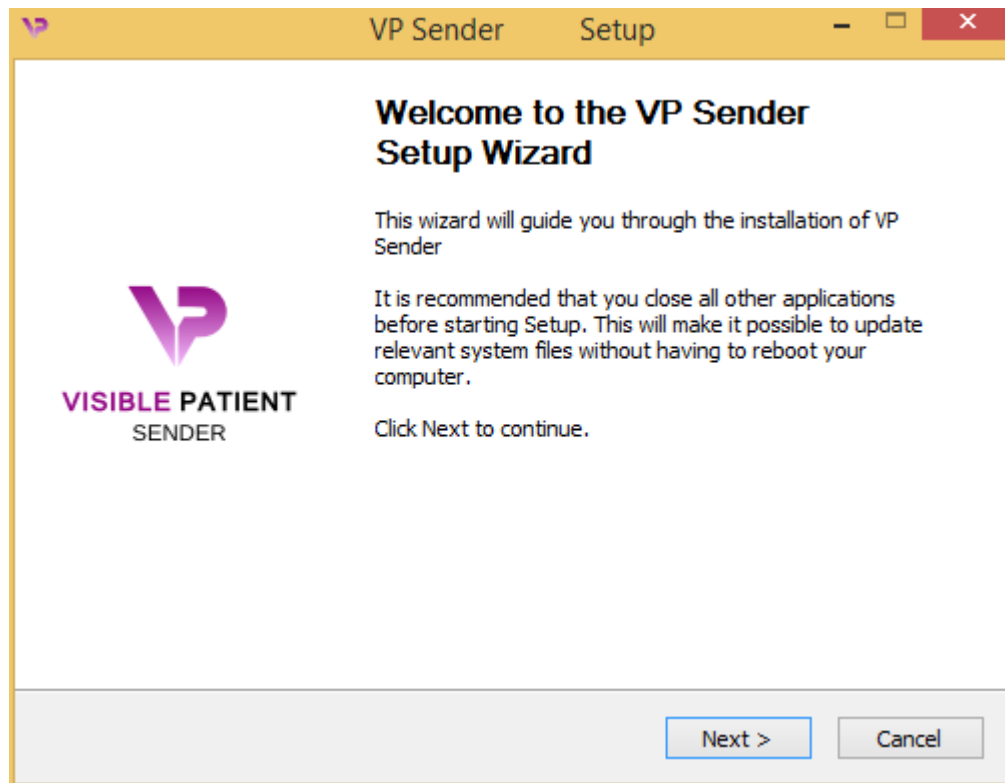 VP Sender Setup
Welcome to the VP Sender
Setup Wizard
This wizard will guide you through the installation of VP
Sender
It is recommended that you close all other applications
before starting Setup. This will make it possible to update
relevant system files without having to reboot your
computer.
Click Next to continue.
VP
VISIBLE PATIENT
SENDER
Next >
Cancel